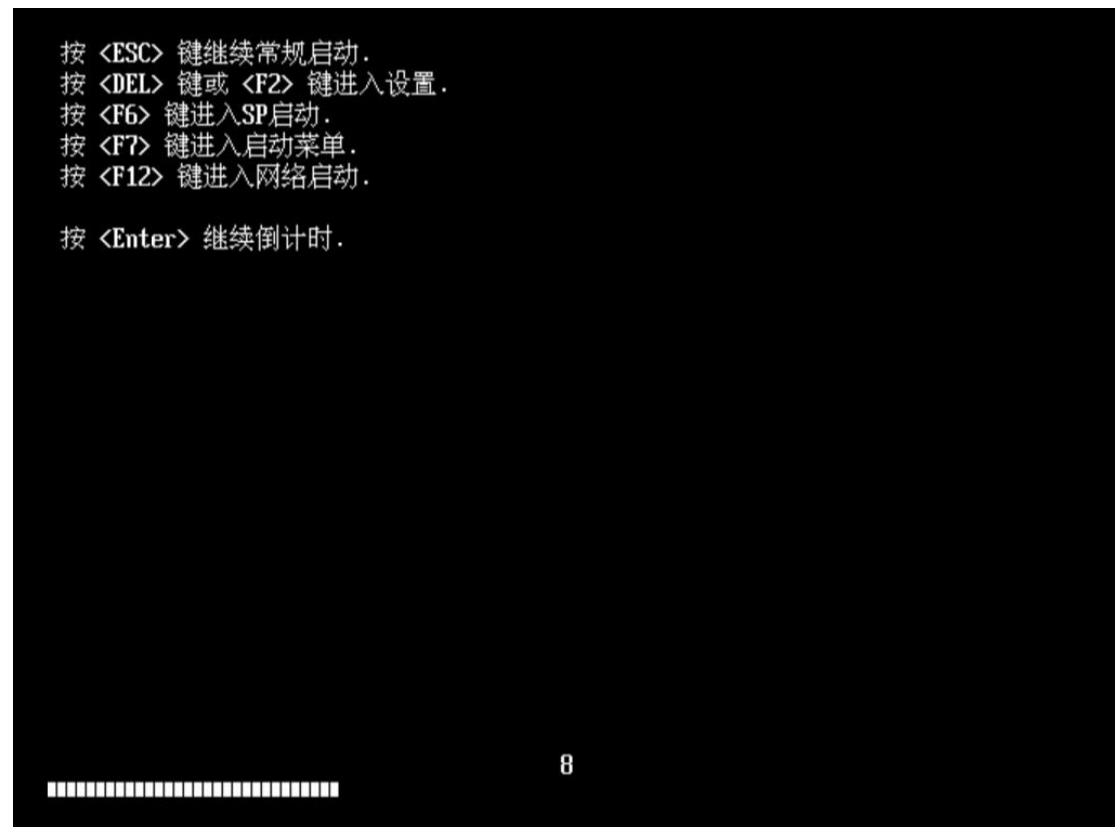 按 <ESC> 键继续常规启动.
按 <DEL> 键或 <F2> 键进入设置.
按 <F6> 键进入SP启动.
按 <F7> 键进入启动菜单.
按 <F12> 键进入网络启动.
按 <Enter> 继续倒计时.
8